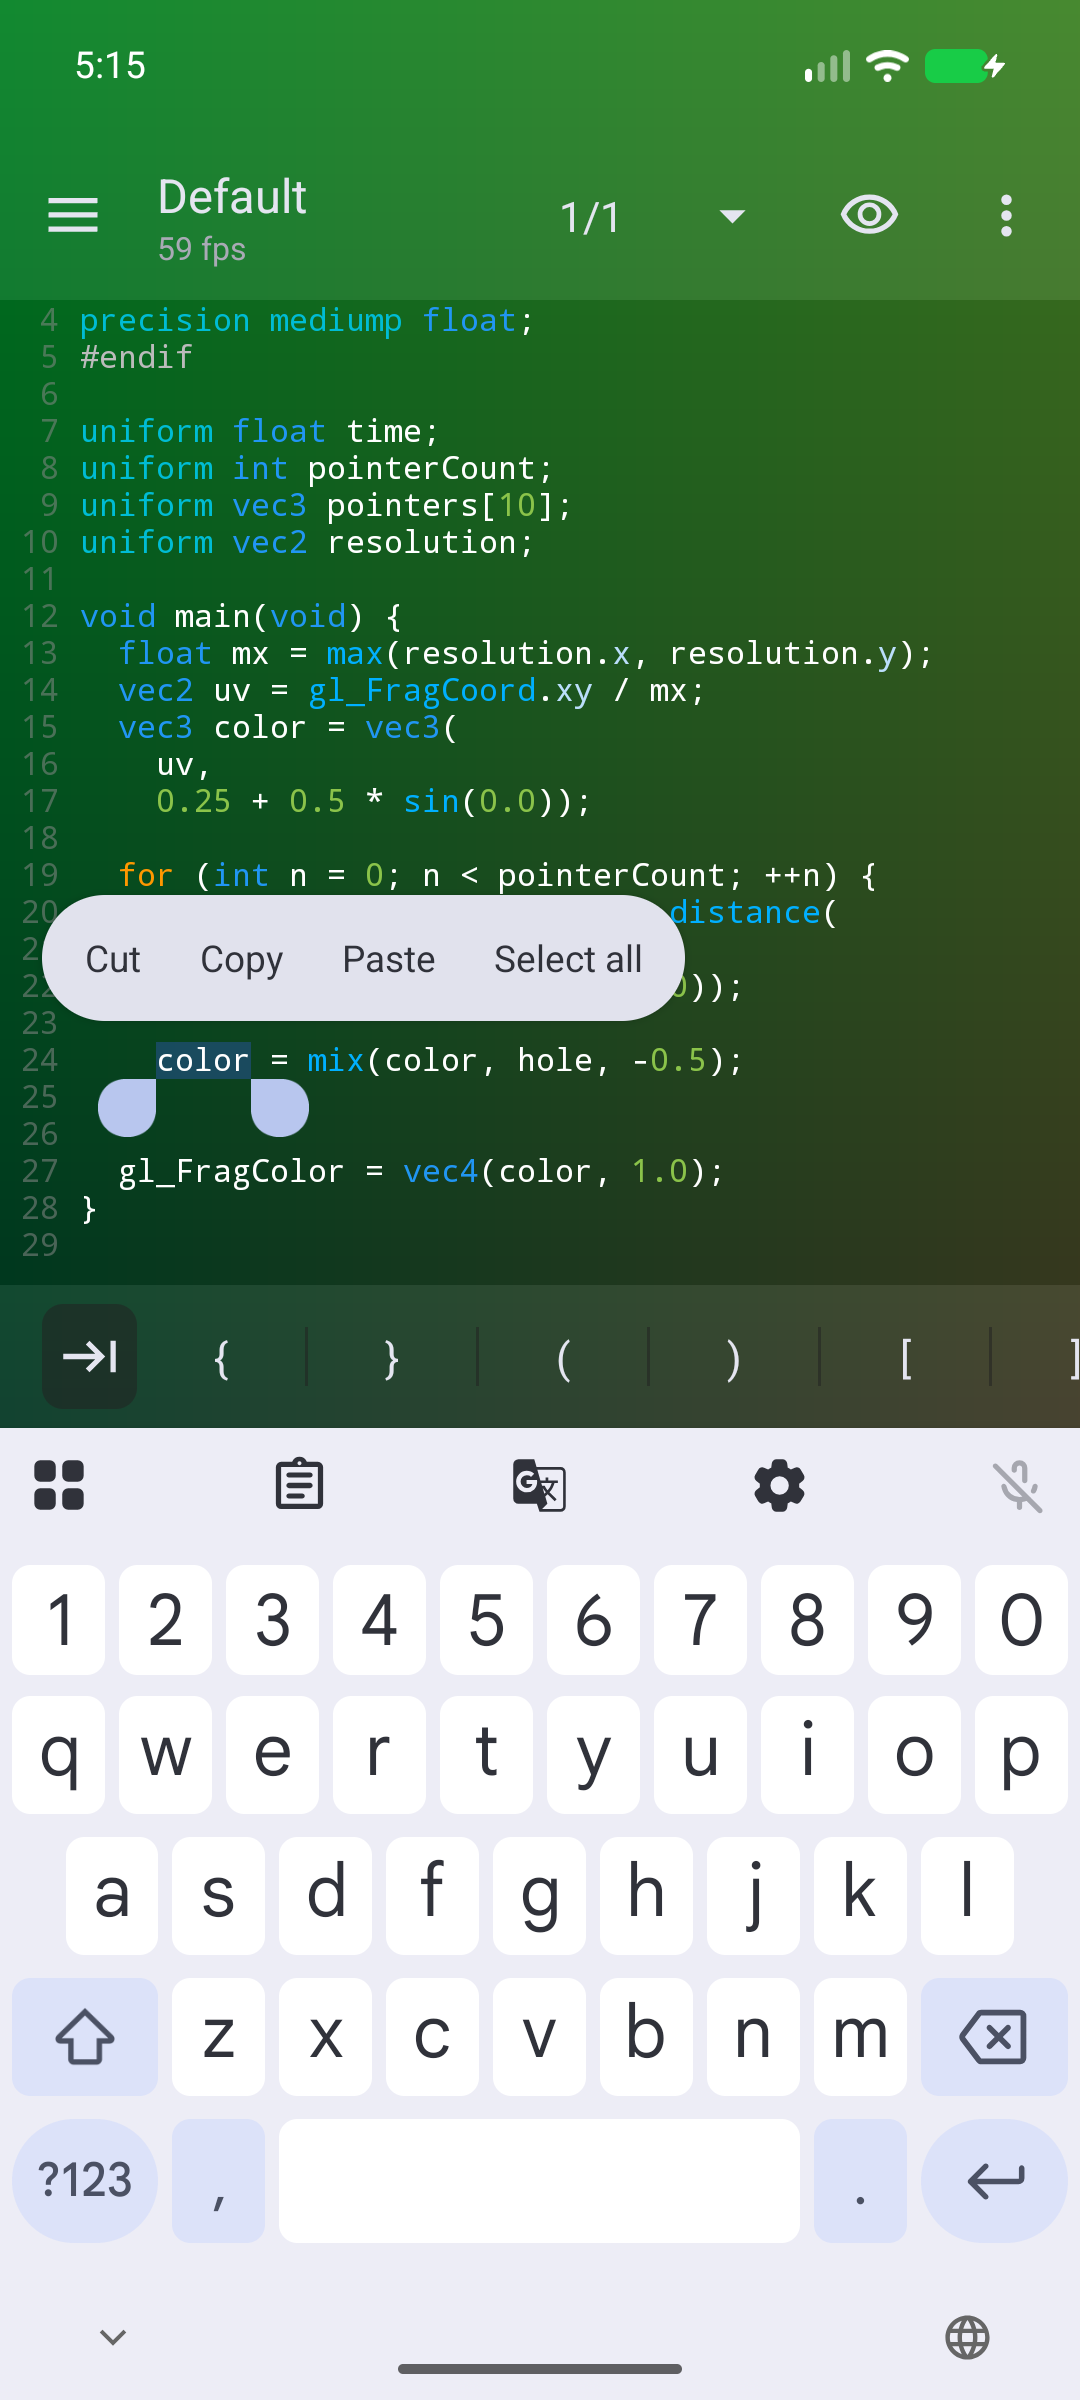 5:15
Default
59 fps
1/1
4 precision mediump float;
5 #endif
6
7 uniform float time;
8 uniform int pointerCount;
9 uniform vec3 pointers[10];
10 uniform vec2 resolution;
11
12 void main(void) {
13 float mx = max(resolution.x, resolution.y);
14 vec2 uv = gl_FragCoord.xy / mx;
15 vec3 color = vec3(
16 uv,
17 0.25 + 0.5 * sin(0.0));
18
19 for (int n = 0; n < pointerCount; ++n) {
20 distance(
Cut Copy Paste Select all
22 0));
23
24 color = mix(color, hole, -0.5);
25
26
27 gl_FragColor = vec4(color, 1.0);
28 }
29
{ } ( ) [ ]
1 2 3 4 5 6 7 8 9 0
q w e r t y u i o p
a s d f g h j k l
z x c v b n m
?123 , .